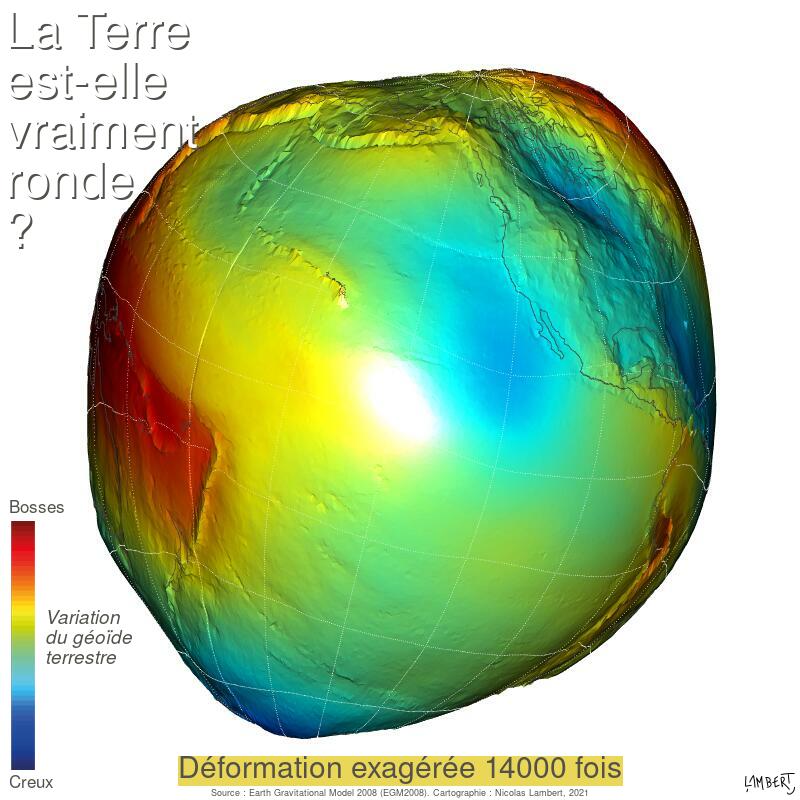 La Terre
est-elle
vraiment
ronde
?
Bosses
Variation
du géoïde
terrestre
Creux
Déformation exagérée 14000 fois
Source : Earth Gravitational Model 2008 (EGM2008). Cartographie : Nicolas Lambert, 2021
LAMBERT